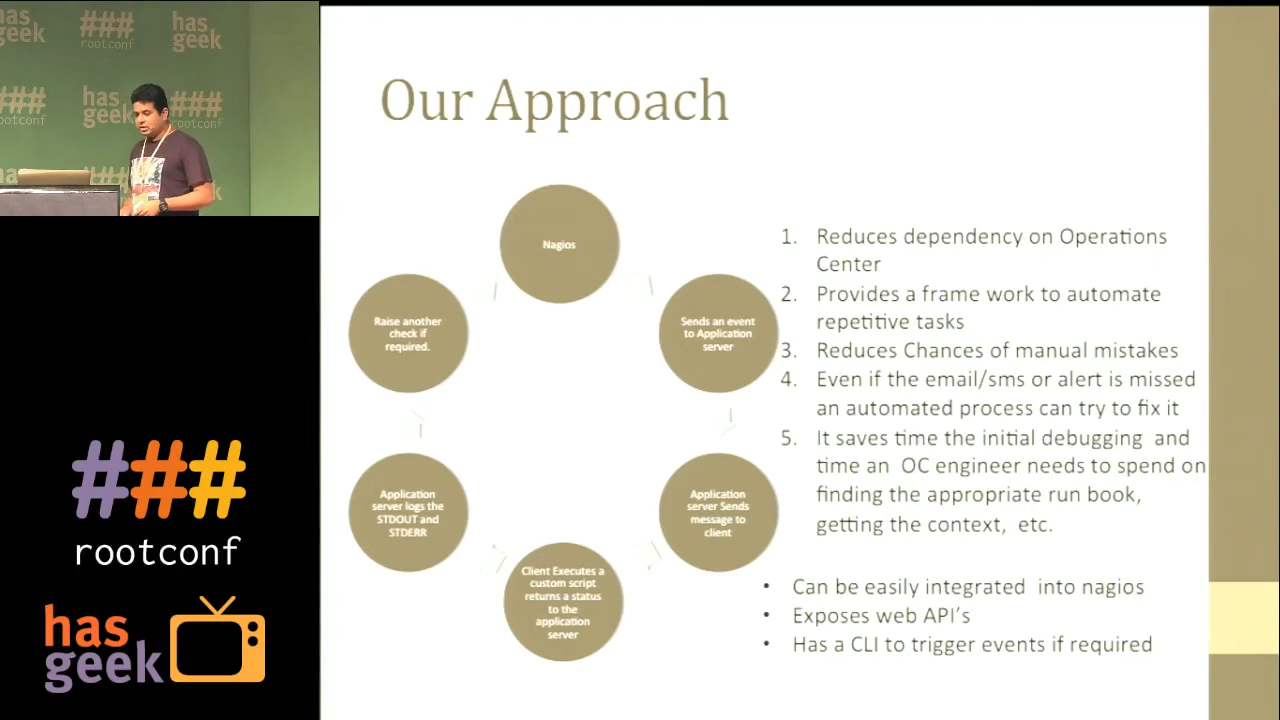 has
geek
###
rootconf
has
geek
###
rootconf
has
geek
###
rootconf
###
Our Approach
Nagios
Sends an event
to Application
server
Application
server Sends
message to
client
Client Executes a
custom script
returns a status
to the
application
server
Application
server logs the
STDOUT and
STDERR
Raise another
check if
required.
1. Reduces dependency on Operations
Center
2. Provides a frame work to automate
repetitive tasks
3. Reduces Chances of manual mistakes
4. Even if the email/sms or alert is missed
an automated process can try to fix it
5. It saves time the initial debugging and
time an OC engineer needs to spend on
finding the appropriate run book,
getting the context, etc.
• Can be easily integrated into nagios
• Exposes web API's
• Has a CLI to trigger events if required
###
rootconf
has
geek